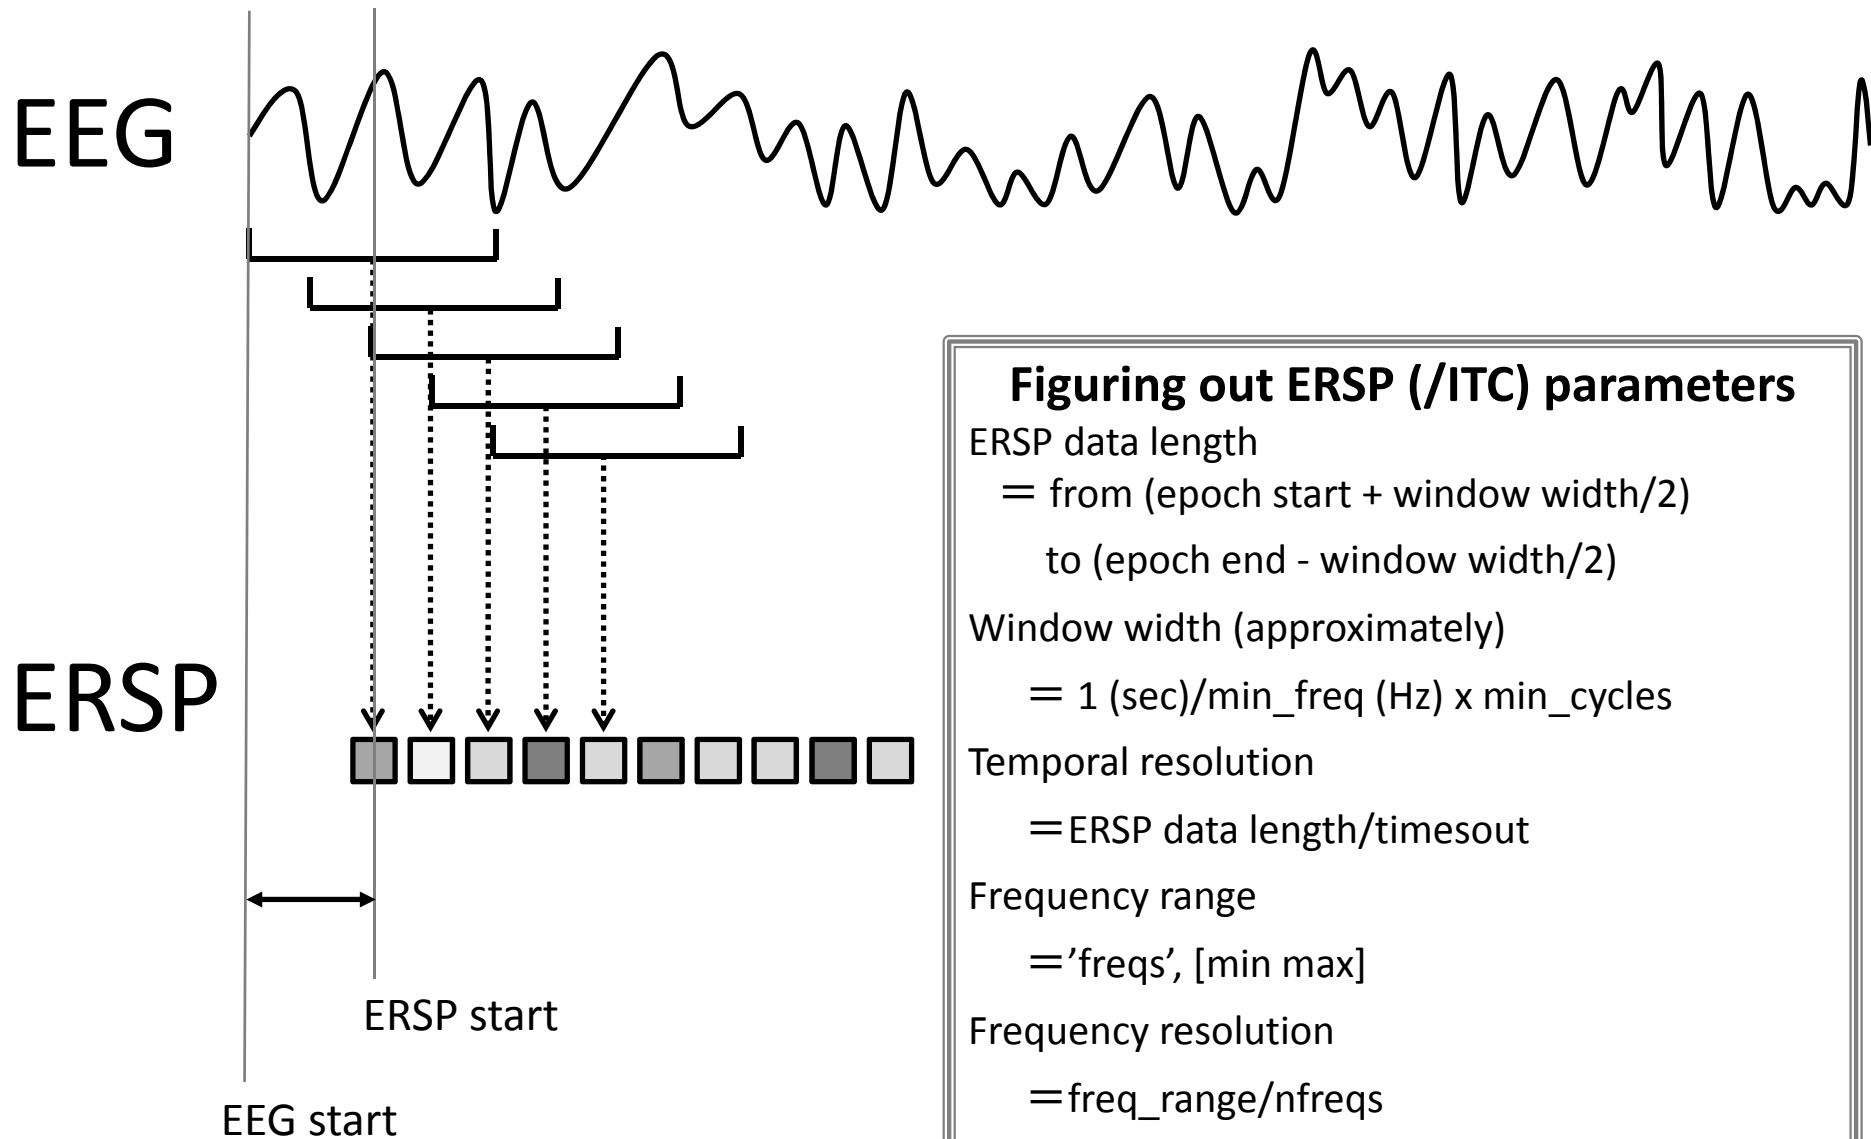 EEG
ERSP
ERSP start
EEG start
Figuring out ERSP (/ITC) parameters
ERSP data length
＝ from (epoch start + window width/2)
to (epoch end - window width/2)
Window width (approximately)
＝ 1 (sec)/min_freq (Hz) x min_cycles
Temporal resolution
＝ERSP data length/timesout
Frequency range
＝’freqs’, [min max]
Frequency resolution
＝freq_range/nfreqs